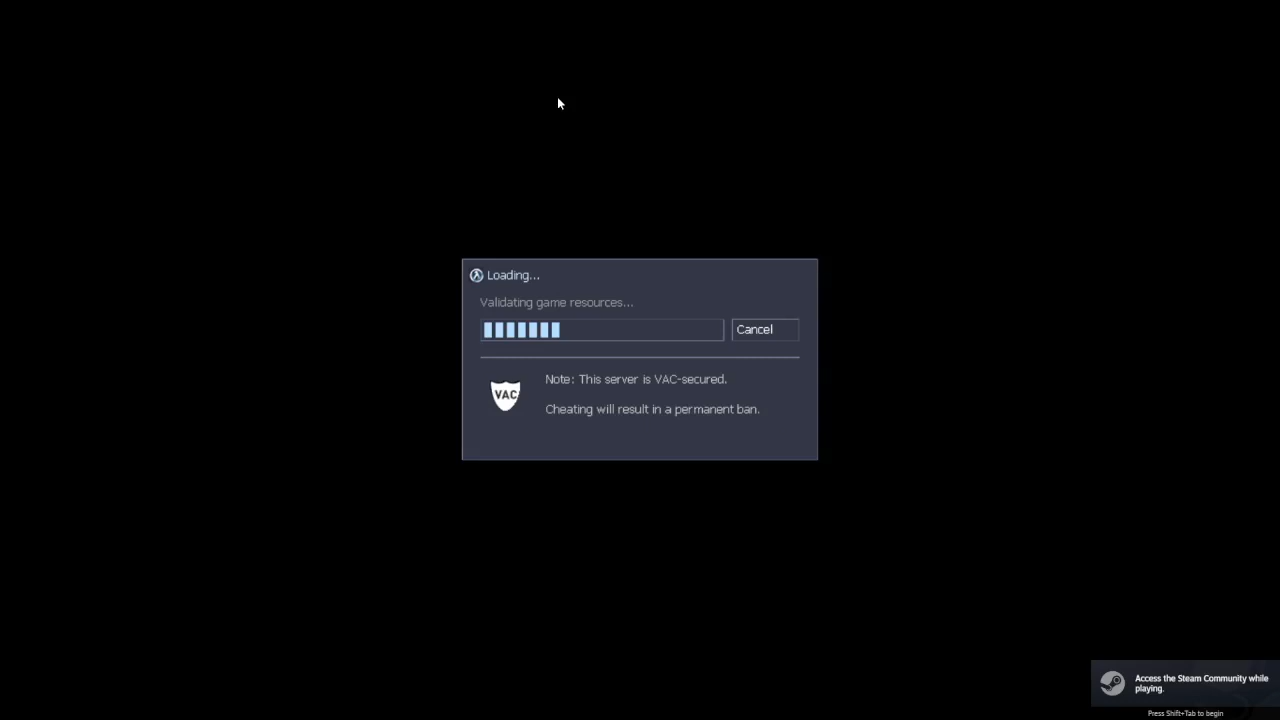 Loading...
Validating game resources...
Cancel
VAC
Note: This server is VAC-secured.
Cheating will result in a permanent ban.
Access the Steam Community while
playing.
Press Shift+Tab to begin